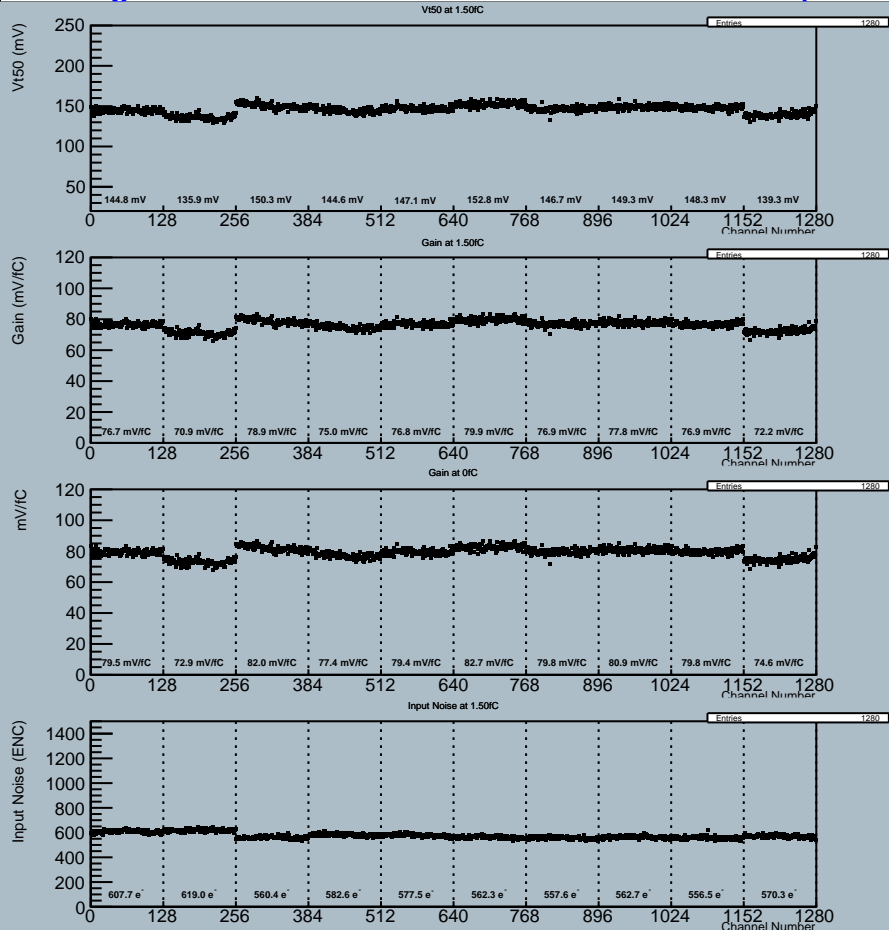 Vt50 at 1.50fC
Entries 1280
Vt50 (mV)
250
200
150
100
50
144.8 mV 135.9 mV 150.3 mV 144.6 mV 147.1 mV 152.8 mV 146.7 mV 149.3 mV 148.3 mV 139.3 mV
0 128 256 384 512 640 768 896 1024 1152 1280
Channel Number
Gain at 1.50fC
Entries 1280
Gain (mV/fC)
120
100
80
60
40
20
0
76.7 mV/fC 70.9 mV/fC 78.9 mV/fC 75.0 mV/fC 76.8 mV/fC 79.9 mV/fC 76.9 mV/fC 77.8 mV/fC 76.9 mV/fC 72.2 mV/fC
0 128 256 384 512 640 768 896 1024 1152 1280
Channel Number
Gain at 0fC
Entries 1280
mV/fC
120
100
80
60
40
20
0
79.5 mV/fC 72.9 mV/fC 82.0 mV/fC 77.4 mV/fC 79.4 mV/fC 82.7 mV/fC 79.8 mV/fC 80.9 mV/fC 79.8 mV/fC 74.6 mV/fC
0 128 256 384 512 640 768 896 1024 1152 1280
Channel Number
Input Noise at 1.50fC
Entries 1280
Input Noise (ENC)
1400
1200
1000
800
600
400
200
0
607.7 e⁻ 619.0 e⁻ 560.4 e⁻ 582.6 e⁻ 577.5 e⁻ 562.3 e⁻ 557.6 e⁻ 562.7 e⁻ 556.5 e⁻ 570.3 e⁻
0 128 256 384 512 640 768 896 1024 1152 1280
Channel Number